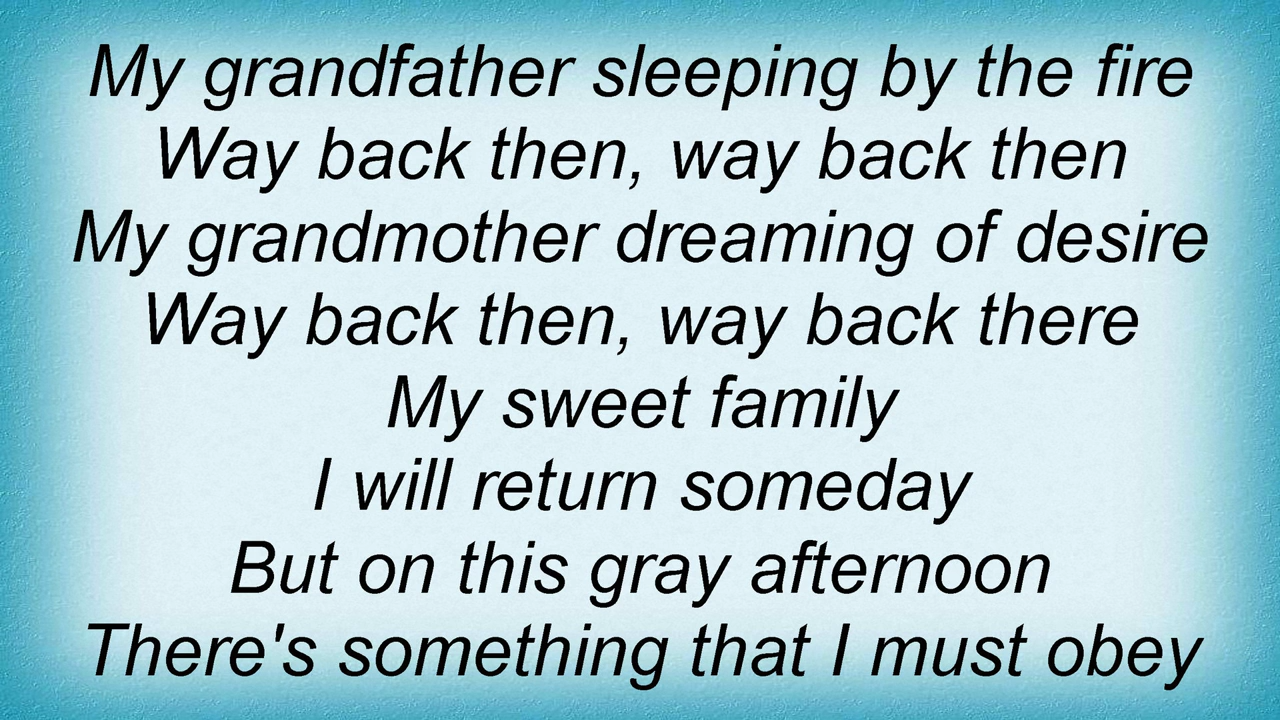 My grandfather sleeping by the fire
Way back then, way back then
My grandmother dreaming of desire
Way back then, way back there
My sweet family
I will return someday
But on this gray afternoon
There's something that I must obey